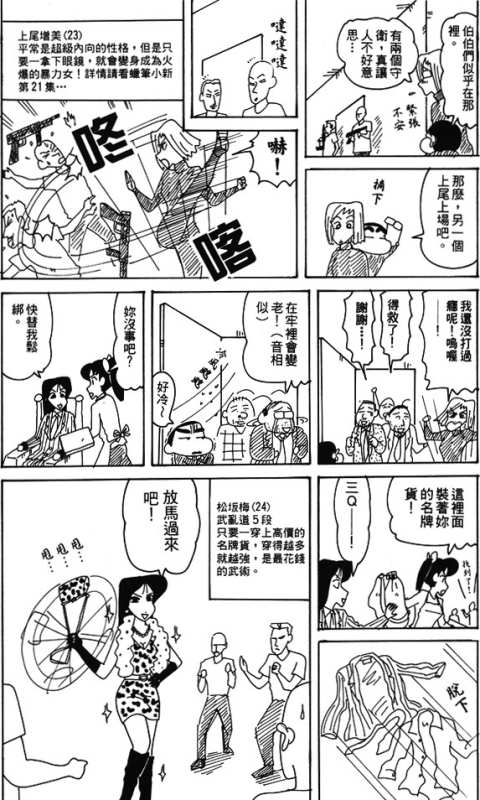 伯伯們似乎在那
裡。
有兩個守
衛，真讓
人不好意
思…
緊張
不安
噠噠噠
上尾增美(23)
平常是超級內向的性格，但是只
要一拿下眼鏡，就會變身成為火
爆的暴力女！詳情請看蠟筆小新
第21集…
那麼，另一個
上尾上場吧。
摘下
嚇！
咚
喀
我還沒打過
癮呢！嗚喔
得救了！
謝謝…！
在牢裡會變
老！(音相
似)
好冷～
妳沒事吧？
快替我鬆
綁。
這裡面
裝著妳
的名牌
貨！
找到了！
三Q——！
脫下
松坂梅(24)
武亂道5段
只要一穿上高價的
名牌貨，穿得越多
就越強，是最花錢
的武術。
放馬過來
吧！
甩
甩
甩